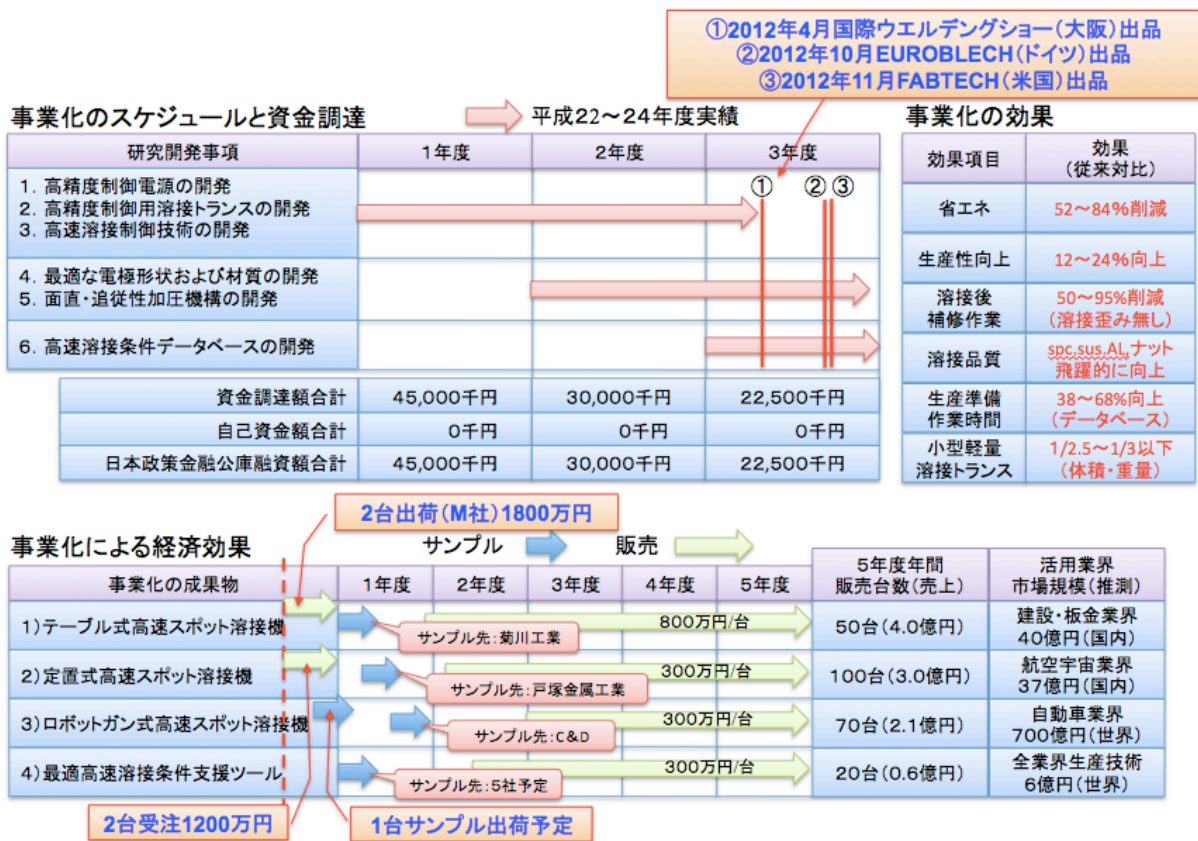 ①2012年4月国際ウエルデングショー(大阪)出品
②2012年10月EUROBLECH(ドイツ)出品
③2012年11月FABTECH(米国)出品
事業化のスケジュールと資金調達
平成22～24年度実績
研究開発事項
1年度
2年度
3年度
1. 高精度制御電源の開発
2. 高精度制御用溶接トランスの開発
3. 高速溶接制御技術の開発
① ② ③
4. 最適な電極形状および材質の開発
5. 面直・追従性加圧機構の開発
6. 高速溶接条件データベースの開発
資金調達額合計
45,000千円
30,000千円
22,500千円
自己資金額合計
0千円
0千円
0千円
日本政策金融公庫融資額合計
45,000千円
30,000千円
22,500千円
事業化の効果
効果項目
効果
(従来対比)
省エネ
52～84%削減
生産性向上
12～24%向上
溶接後
補修作業
50～95%削減
(溶接歪み無し)
溶接品質
spc,sus,AL,ナット
飛躍的に向上
生産準備
作業時間
38～68%向上
(データベース)
小型軽量
溶接トランス
1/2.5～1/3以下
(体積・重量)
2台出荷(M社)1800万円
事業化による経済効果
サンプル
販売
事業化の成果物
1年度
2年度
3年度
4年度
5年度
5年度年間
販売台数(売上)
活用業界
市場規模(推測)
1)テーブル式高速スポット溶接機
サンプル先:菊川工業
800万円/台
50台(4.0億円)
建設・板金業界
40億円(国内)
2)定置式高速スポット溶接機
サンプル先:戸塚金属工業
300万円/台
100台(3.0億円)
航空宇宙業界
37億円(国内)
3)ロボットガン式高速スポット溶接機
サンプル先:C&D
300万円/台
70台(2.1億円)
自動車業界
700億円(世界)
4)最適高速溶接条件支援ツール
サンプル先:5社予定
300万円/台
20台(0.6億円)
全業界生産技術
6億円(世界)
2台受注1200万円
1台サンプル出荷予定